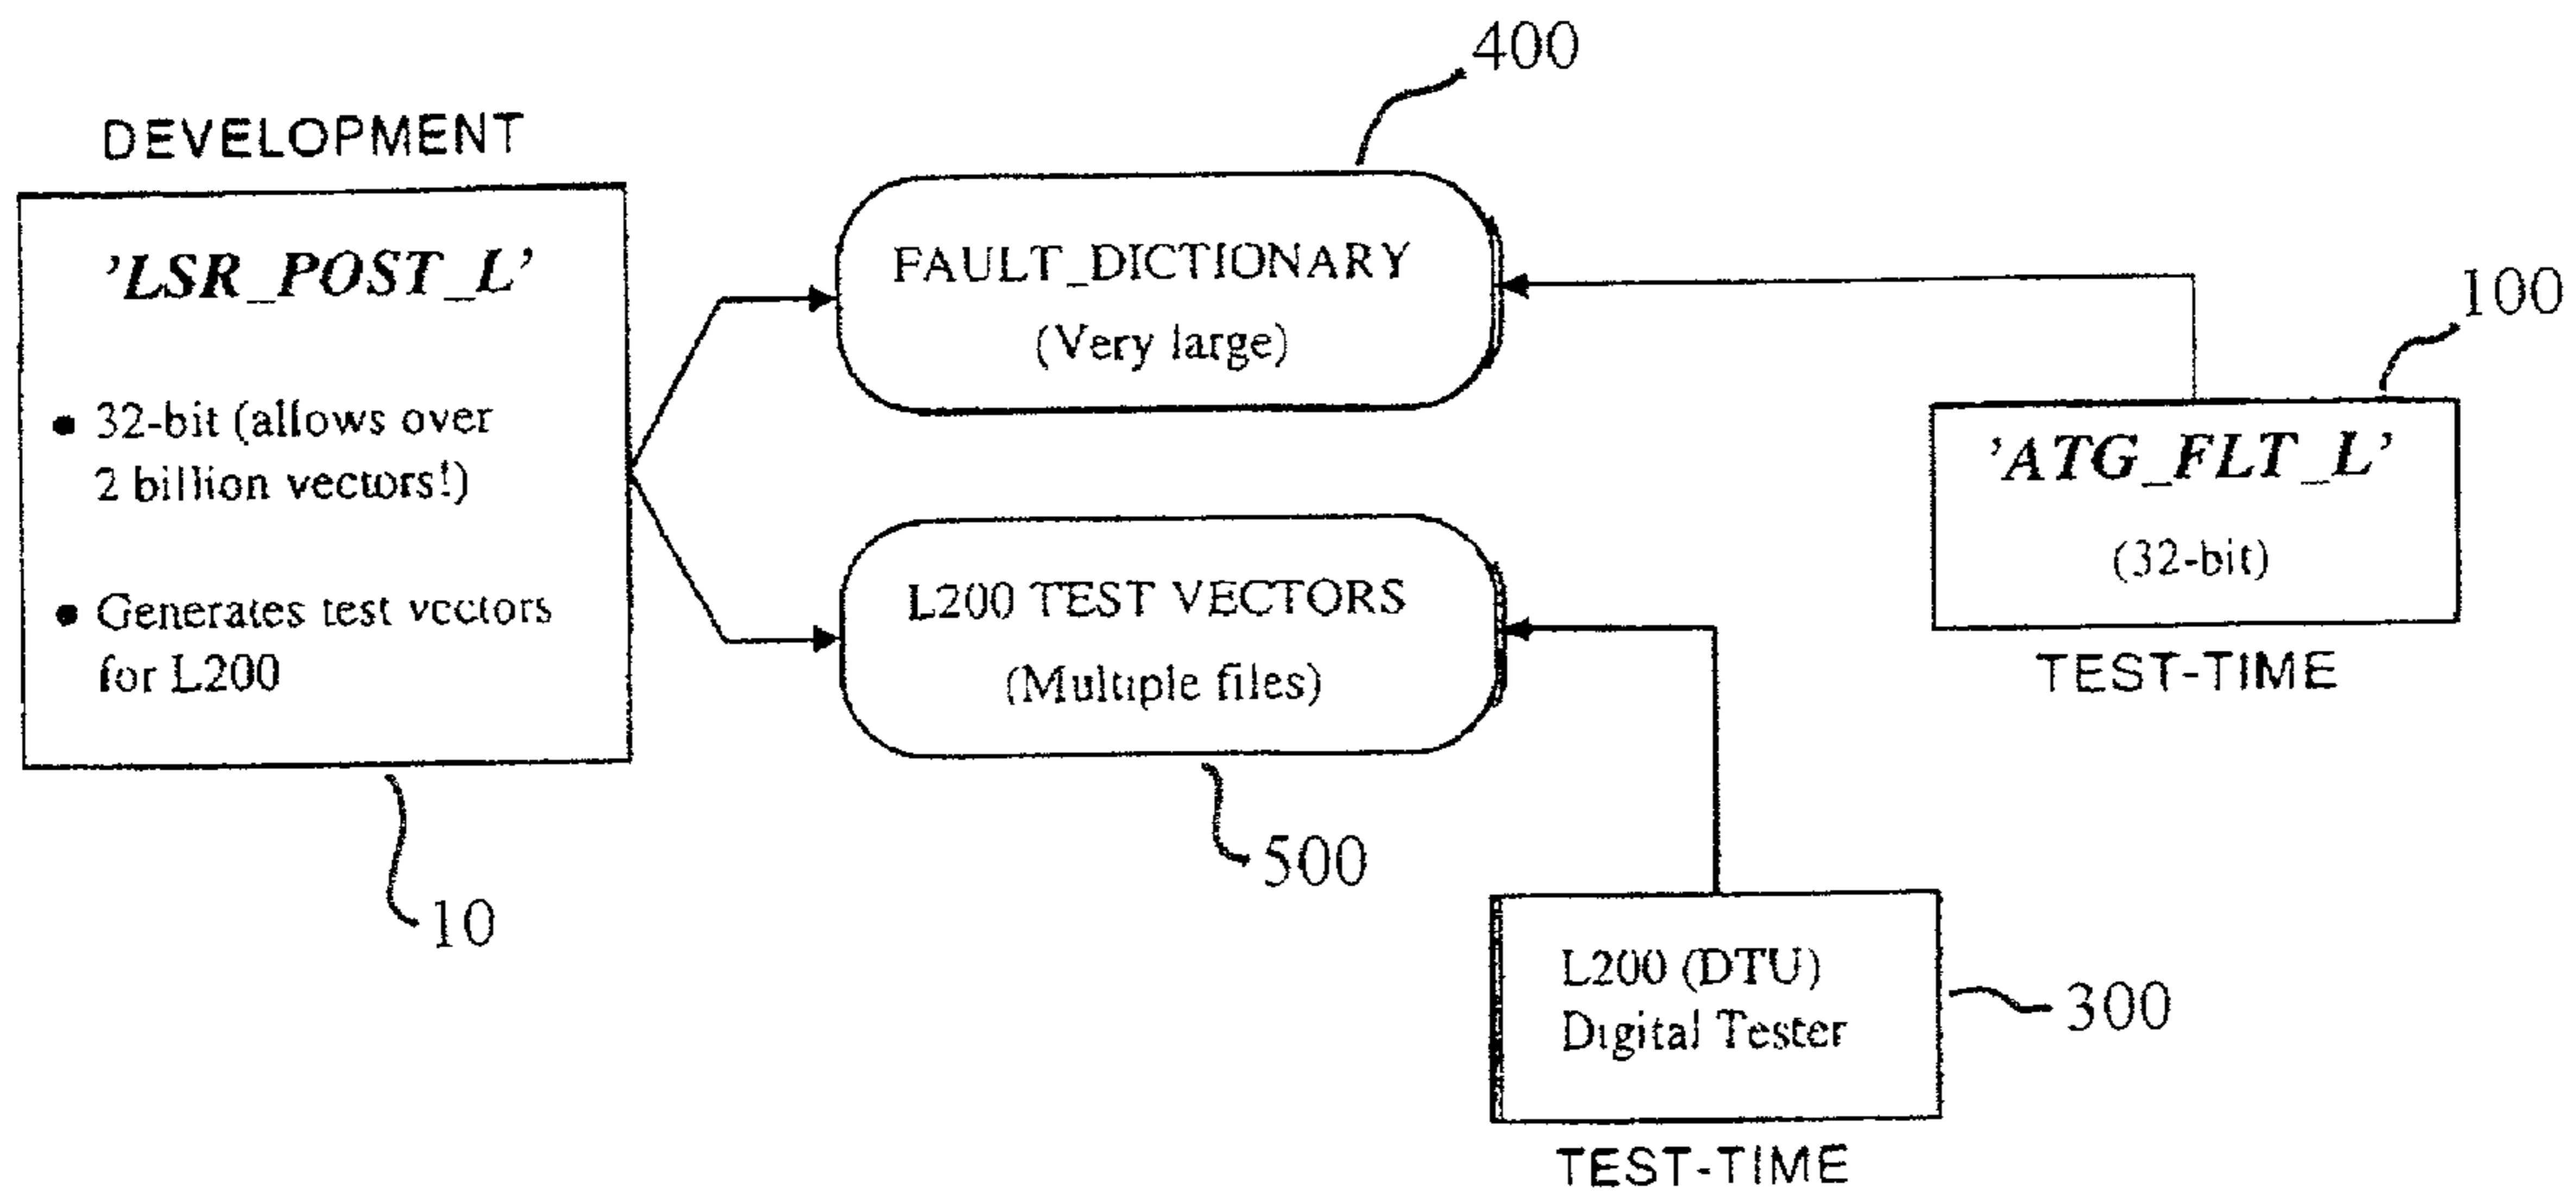 400
DEVELOPMENT
'LSR_POST_L'
• 32-bit (allows over
2 billion vectors!)
• Generates test vectors
for L200
10
FAULT_DICTIONARY
(Very large)
L200 TEST VECTORS
(Multiple files)
500
100
'ATG_FLT_L'
(32-bit)
TEST-TIME
L200 (DTU)
Digital Tester
300
TEST-TIME